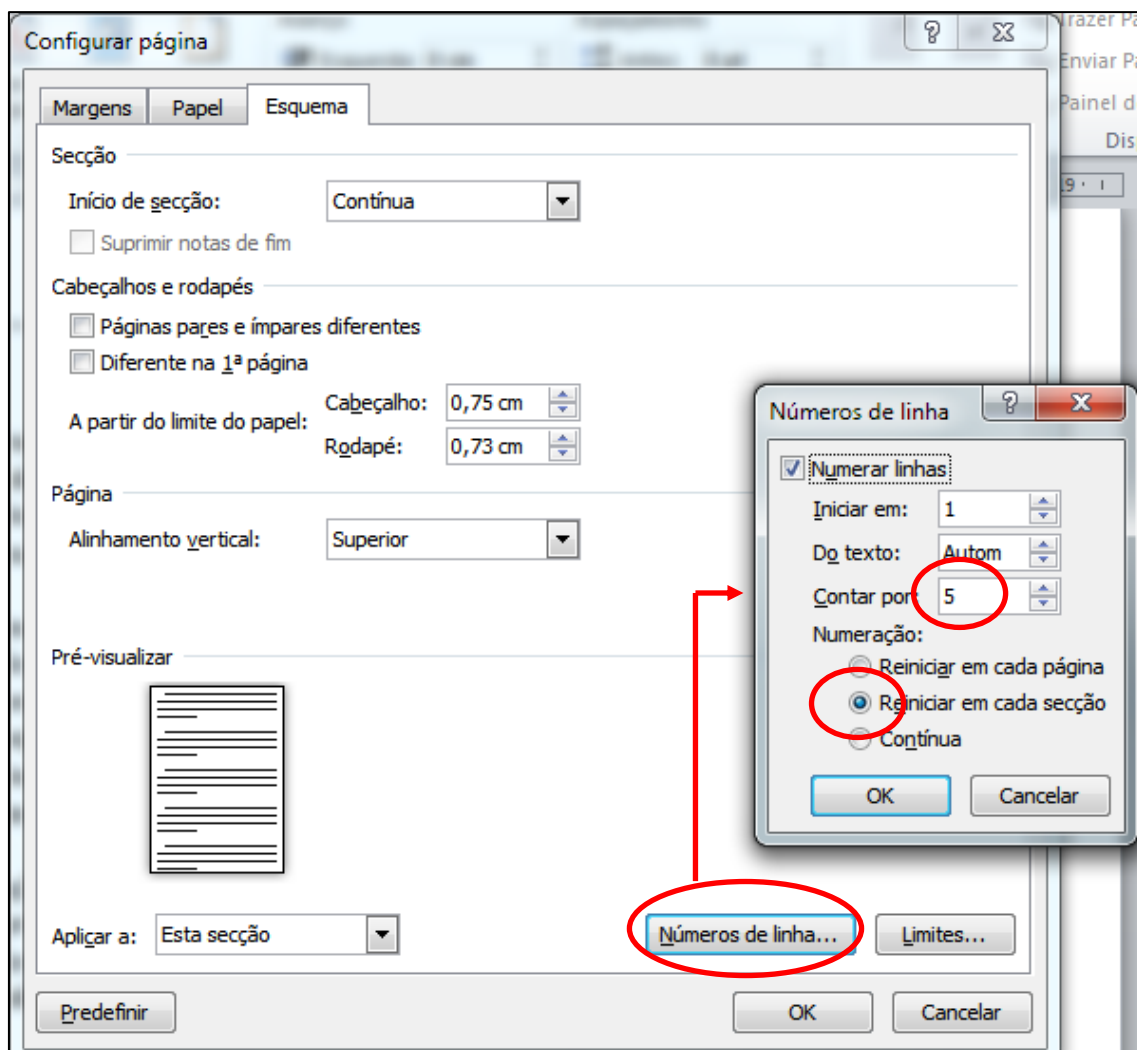 Configurar página
Trazer Pa
Enviar Pa
Painel d
Dis
Margens Papel Esquema
19 · I
Secção
Início de secção: Contínua
Suprimir notas de fim
Cabeçalhos e rodapés
Páginas pares e ímpares diferentes
Diferente na 1ª página
A partir do limite do papel:
Cabeçalho: 0,75 cm
Rodapé: 0,73 cm
Página
Alinhamento vertical: Superior
Pré-visualizar
Aplicar a: Esta secção
Números de linha... Limites...
Predefinir OK Cancelar
Números de linha
Numerar linhas
Iniciar em: 1
Do texto: Autom
Contar por: 5
Numeração:
Reiniciar em cada página
Reiniciar em cada secção
Contínua
OK Cancelar